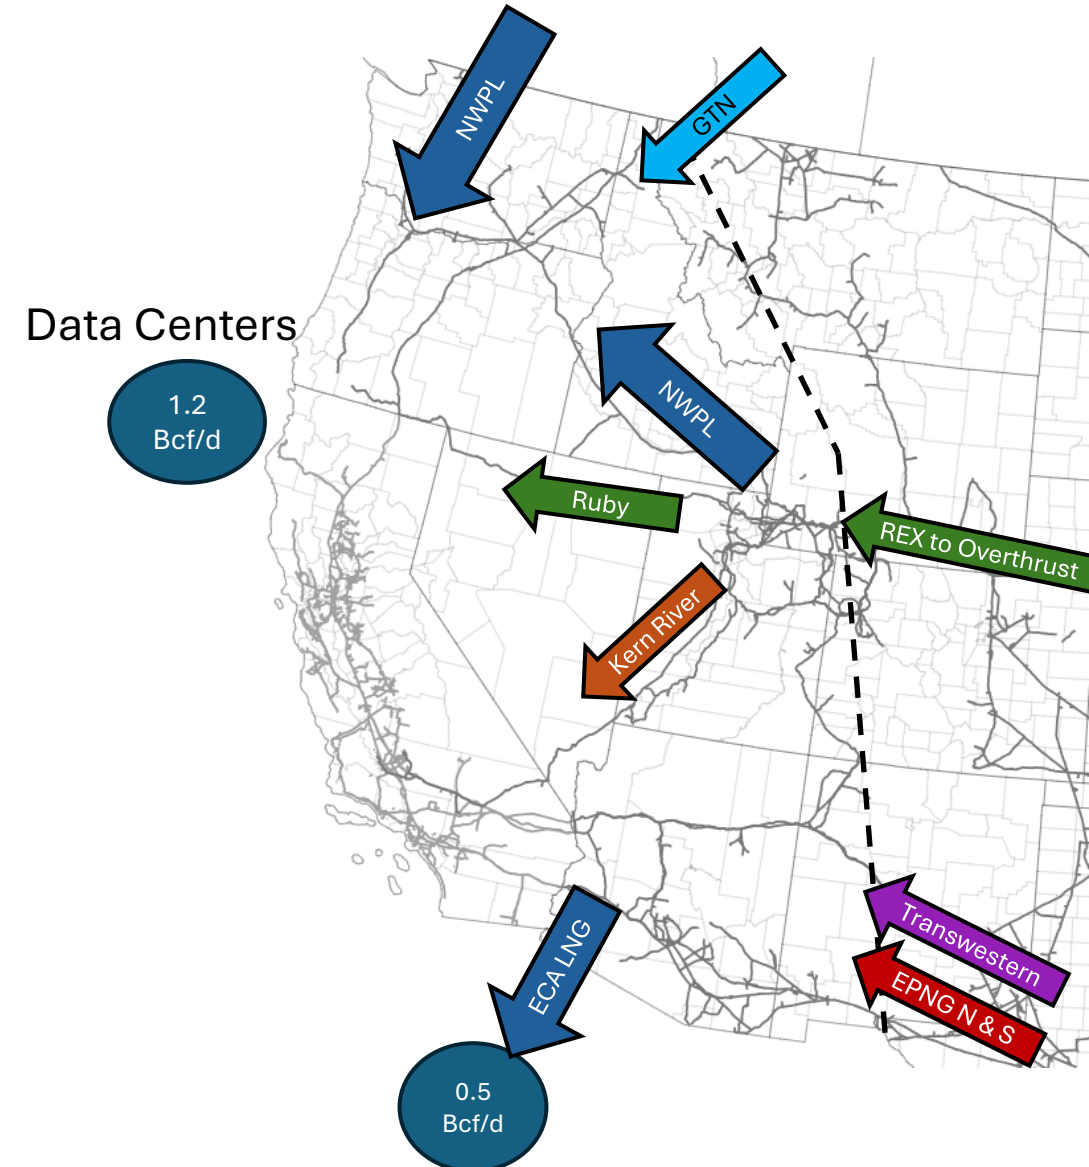 NWPL
GTN
Data Centers
1.2
Bcf/d
NWPL
Ruby
REX to Overthrust
Kern River
Transwestern
ECA LNG
EPNG N & S
0.5
Bcf/d